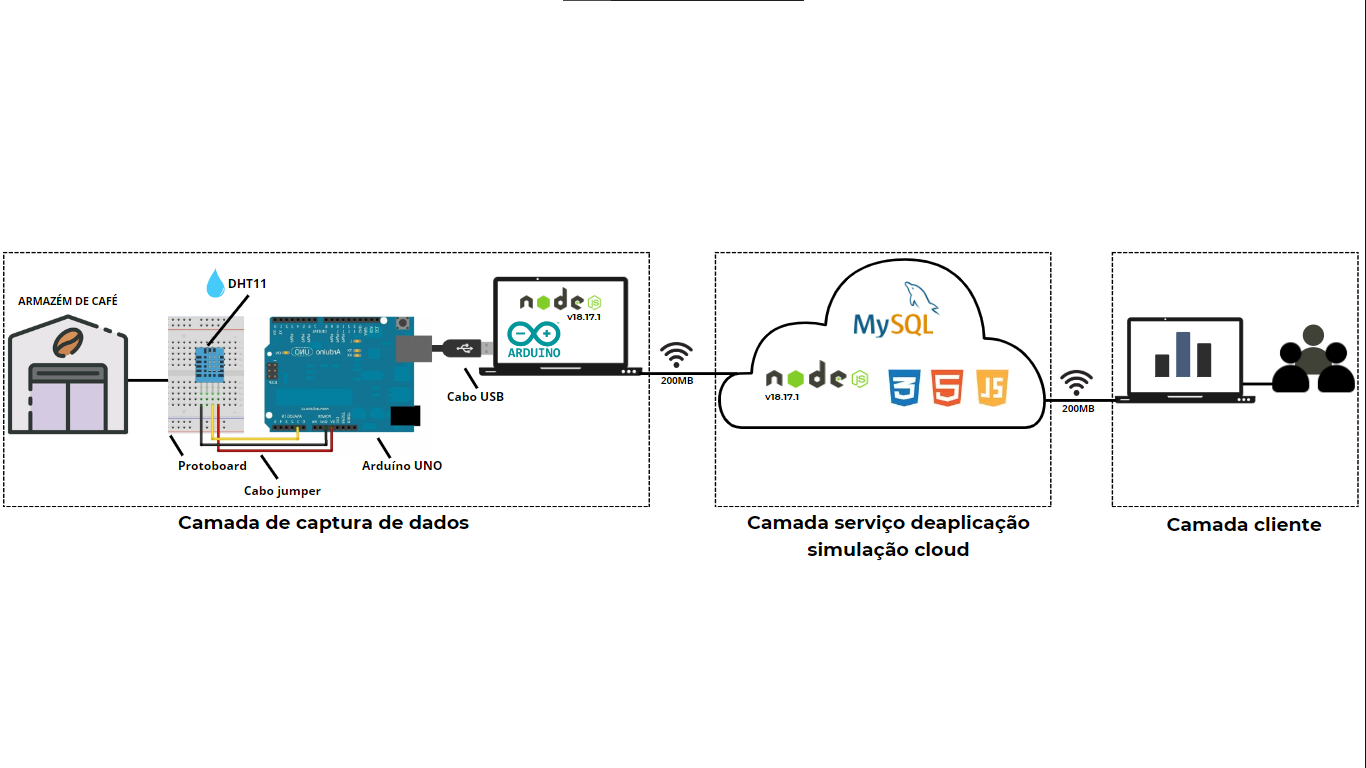 ARMAZÉM DE CAFÉ
DHT11
Protoboard
Cabo jumper
Arduino
UNO
Arduíno UNO
Cabo USB
node
JS
v18.17.1
ARDUINO
Camada de captura de dados
200MB
MySQL
node
JS
v18.17.1
3
5
JS
Camada serviço deaplicação
simulação cloud
200MB
Camada cliente